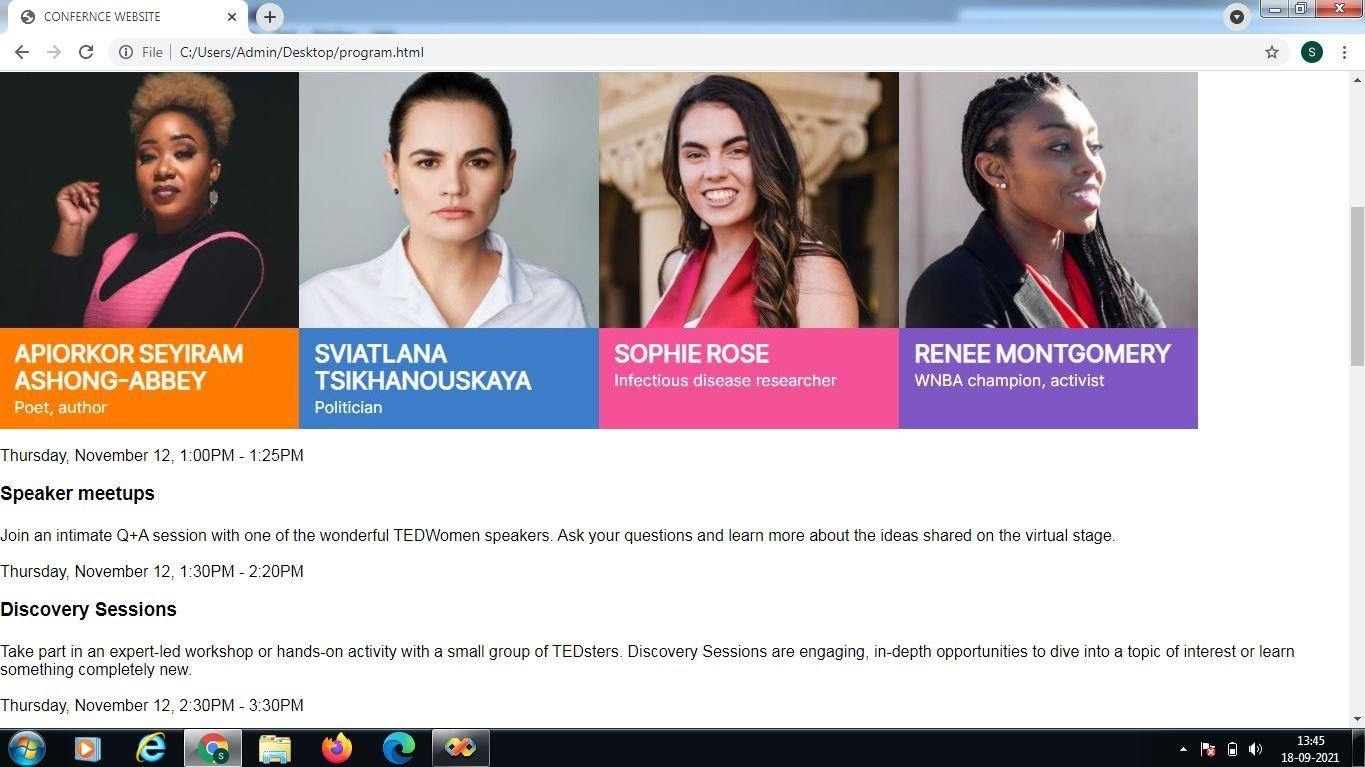 CONFERNCE WEBSITE
File
C:/Users/Admin/Desktop/program.html
S
APIORKOR SEYIRAM
ASHONG-ABBEY
Poet, author
SVIATLANA
TSIKHANOUSKAYA
Politician
SOPHIE ROSE
Infectious disease researcher
RENEE MONTGOMERY
WNBA champion, activist
Thursday, November 12, 1:00PM - 1:25PM
Speaker meetups
Join an intimate Q+A session with one of the wonderful TEDWomen speakers. Ask your questions and learn more about the ideas shared on the virtual stage.
Thursday, November 12, 1:30PM - 2:20PM
Discovery Sessions
Take part in an expert-led workshop or hands-on activity with a small group of TEDsters. Discovery Sessions are engaging, in-depth opportunities to dive into a topic of interest or learn
something completely new.
Thursday, November 12, 2:30PM - 3:30PM
S
13:45
18-09-2021